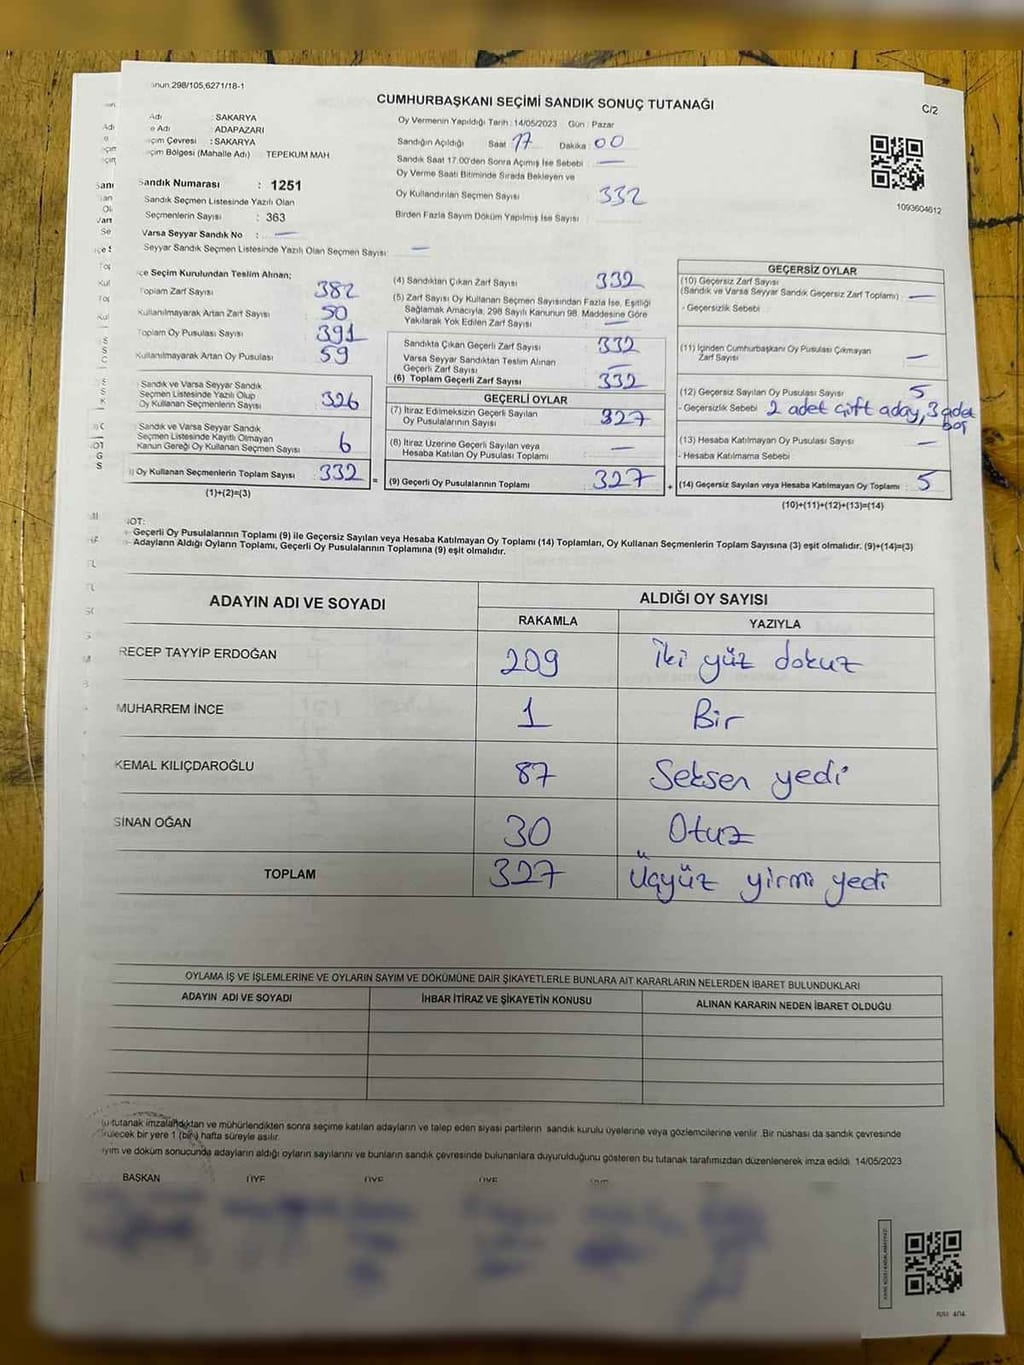 298/105,6271/18-1
CUMHURBAŞKANI SEÇİMİ SANDIK SONUÇ TUTANAĞI
C/2
: SAKARYA
Adı : ADAPAZARI
Çevresi : SAKARYA
Bölgesi (Mahalle Adı) TEPEKUM MAH
Sandık Numarası : 1251
Sandık Seçmen Listesinde Yazılı Olan
Seçmenlerin Sayısı : 363
Varsa Seyyar Sandık No : —
Seyyar Sandık Seçmen Listesinde Yazılı Olan Seçmen Sayısı: —
Oy Vermenin Yapıldığı Tarih : 14/05/2023 Gün : Pazar
Sandığın Açıldığı Saat : 17 Dakika : 00
Sandık Saat 17.00'den Sonra Açımış İse Sebebi : —
Oy Verme Saati Bitiminde Sırada Bekleyen ve
Oy Kullandırılan Seçmen Sayısı 332
Birden Fazla Sayım Döküm Yapılmış İse Sayısı :
1093604612
Seçim Kurulundan Teslim Alınan;
Toplam Zarf Sayısı 382
Kullanılmayarak Artan Zarf Sayısı 50
Toplam Oy Pusulası Sayısı 391
Kullanılmayarak Artan Oy Pusulası 59
Sandık ve Varsa Seyyar Sandık
Seçmen Listesinde Yazılı Olup
Oy Kullanan Seçmenlerin Sayısı 326
Sandık ve Varsa Seyyar Sandık
Seçmen Listesinde Kayıtlı Olmayan
Kanun Gereği Oy Kullanan Seçmen Sayısı 6
Oy Kullanan Seçmenlerin Toplam Sayısı 332 =
(1)+(2)=(3)
(4) Sandıktan Çıkan Zarf Sayısı 332
(5) Zarf Sayısı Oy Kullanan Seçmen Sayısından Fazla İse, Eşitliği
Sağlamak Amacıyla, 298 Sayılı Kanunun 98. Maddesine Göre
Yakılarak Yok Edilen Zarf Sayısı —
Sandıkta Çıkan Geçerli Zarf Sayısı 332
Varsa Seyyar Sandıktan Teslim Alınan
Geçerli Zarf Sayısı —
(6) Toplam Geçerli Zarf Sayısı 332
GEÇERLİ OYLAR
(7) İtiraz Edilmeksizin Geçerli Sayılan
Oy Pusulalarının Sayısı 327
(8) İtiraz Üzerine Geçerli Sayılan veya
Hesaba Katılan Oy Pusulası Toplamı —
(9) Geçerli Oy Pusulalarının Toplamı 327 +
GEÇERSİZ OYLAR
(10) Geçersiz Zarf Sayısı
(Sandık ve Varsa Seyyar Sandık Geçersiz Zarf Toplamı) —
- Geçersizlik Sebebi :
(11) İçinden Cumhurbaşkanı Oy Pusulası Çıkmayan
Zarf Sayısı —
(12) Geçersiz Sayılan Oy Pusulası Sayısı 5
- Geçersizlik Sebebi 2 adet çift aday, 3 adet
boş
(13) Hesaba Katılmayan Oy Pusulası Sayısı —
- Hesaba Katılmama Sebebi
(14) Geçersiz Sayılan veya Hesaba Katılmayan Oy Toplamı : 5
(10)+(11)+(12)+(13)=(14)
NOT:
- Geçerli Oy Pusulalarının Toplamı (9) ile Geçersiz Sayılan veya Hesaba Katılmayan Oy Toplamı (14) Toplamları, Oy Kullanan Seçmenlerin Toplam Sayısına (3) eşit olmalıdır. (9)+(14)=(3)
- Adayların Aldığı Oyların Toplamı, Geçerli Oy Pusulalarının Toplamına (9) eşit olmalıdır.
ADAYIN ADI VE SOYADI ALDIĞI OY SAYISI
RAKAMLA YAZIYLA
RECEP TAYYİP ERDOĞAN 209 İki yüz dokuz
MUHARREM İNCE 1 Bir
KEMAL KILIÇDAROĞLU 87 Seksen yedi
SİNAN OĞAN 30 Otuz
TOPLAM 327 Üçyüz yirmi yedi
OYLAMA İŞ VE İŞLEMLERİNE VE OYLARIN SAYIM VE DÖKÜMÜNE DAİR ŞİKAYETLERLE BUNLARA AİT KARARLARIN NELERDEN İBARET BULUNDUKLARI
ADAYIN ADI VE SOYADI İHBAR İTİRAZ VE ŞİKAYETİN KONUSU ALINAN KARARIN NEDEN İBARET OLDUĞU
tutanak imzalandıktan ve mühürlendikten sonra seçime katılan adayların ve talep eden siyasi partilerin sandık kurulu üyelerine veya gözlemcilerine verilir. Bir nüshası da sandık çevresinde
bir yere 1 (bir) hafta süreyle asılır.
ve döküm sonucunda adayların aldığı oyların sayılarını ve bunların sandık çevresinde bulunanlara duyurulduğunu gösteren bu tutanak tarafımızdan düzenlenerek imza edildi. 14/05/2023
BAŞKAN ÜYE ÜYE ÜYE